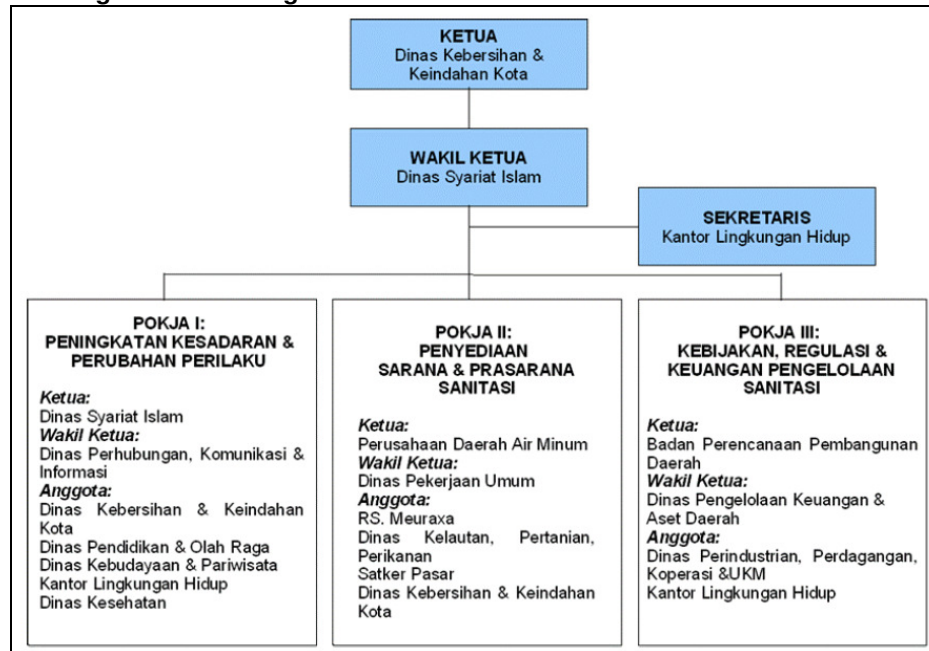 KETUA
Dinas Kebersihan &
Keindahan Kota
WAKIL KETUA
Dinas Syariat Islam
SEKRETARIS
Kantor Lingkungan Hidup
POKJA I:
PENINGKATAN KESADARAN &
PERUBAHAN PERILAKU
Ketua:
Dinas Syariat Islam
Wakil Ketua:
Dinas Perhubungan, Komunikasi &
Informasi
Anggota:
Dinas Kebersihan & Keindahan
Kota
Dinas Pendidikan & Olah Raga
Dinas Kebudayaan & Pariwisata
Kantor Lingkungan Hidup
Dinas Kesehatan
POKJA II:
PENYEDIAAN
SARANA & PRASARANA
SANITASI
Ketua:
Perusahaan Daerah Air Minum
Wakil Ketua:
Dinas Pekerjaan Umum
Anggota:
RS. Meuraxa
Dinas Kelautan, Pertanian,
Perikanan
Satker Pasar
Dinas Kebersihan & Keindahan
Kota
POKJA III:
KEBIJAKAN, REGULASI &
KEUANGAN PENGELOLAAN
SANITASI
Ketua:
Badan Perencanaan Pembangunan
Daerah
Wakil Ketua:
Dinas Pengelolaan Keuangan &
Aset Daerah
Anggota:
Dinas Perindustrian, Perdagangan,
Koperasi &UKM
Kantor Lingkungan Hidup